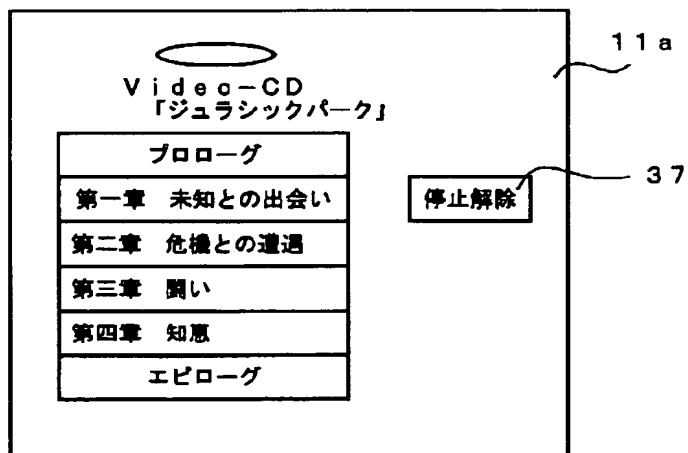 11a
Video-CD
「ジュラシックパーク」
プロローグ
第一章 未知との出会い
停止解除
37
第二章 危機との遭遇
第三章 闘い
第四章 知恵
エピローグ